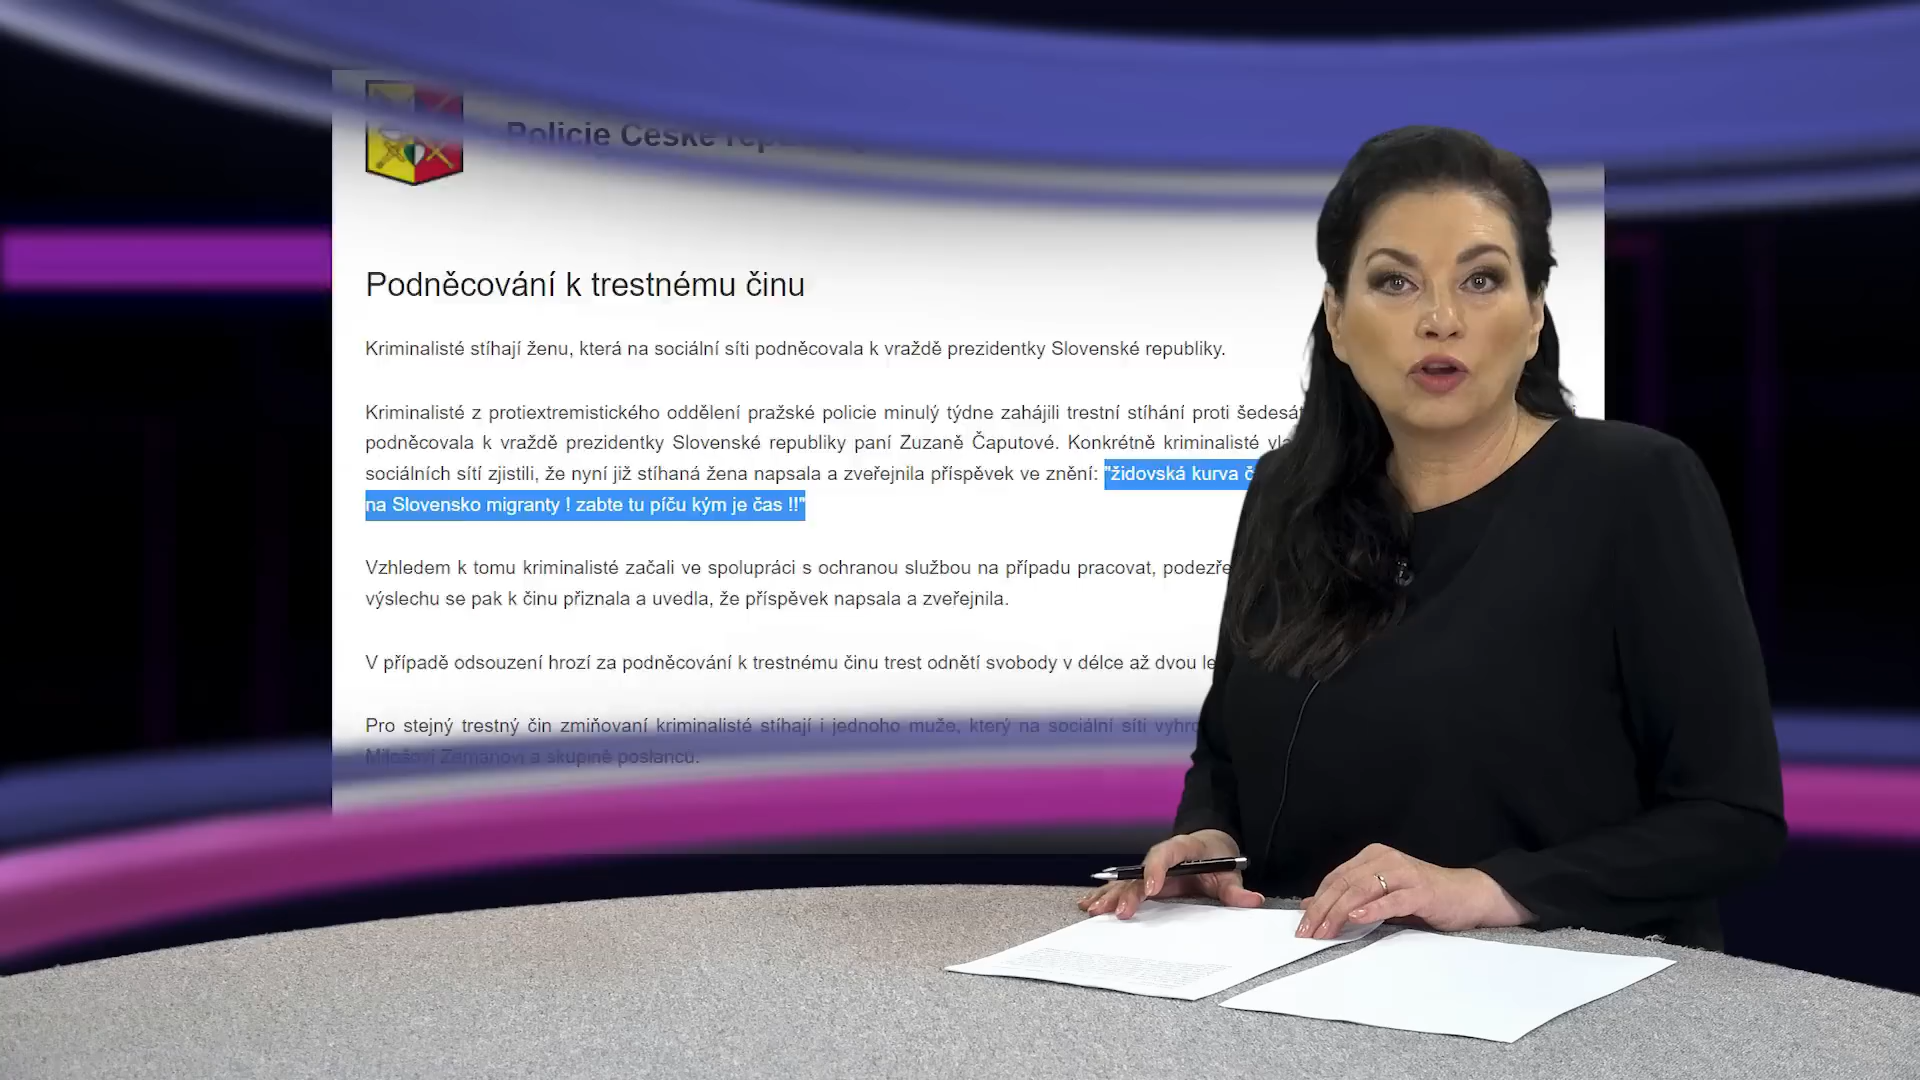 Policie České
Podněcování k trestnému činu
Kriminalisté stíhají ženu, která na sociální síti podněcovala k vraždě prezidentky Slovenské republiky.
Kriminalisté z protiextremistického oddělení pražské policie minulý týdne zahájili trestní stíhání proti
podněcovala k vraždě prezidentky Slovenské republiky paní Zuzaně Čaputové. Konkrétně kriminalisté
sociálních sítí zjistili, že nyní již stíhaná žena napsala a zveřejnila příspěvek ve znění: "židovská kurva
na Slovensko migranty ! zabte tu píču kým je čas !!"
Vzhledem k tomu kriminalisté začali ve spolupráci s ochranou službou na případu pracovat,
výslechu se pak k činu přiznala a uvedla, že příspěvek napsala a zveřejnila.
V případě odsouzení hrozí za podněcování k trestnému činu trest odnětí svobody v délce až dvou
Pro stejný trestný čin zmiňovaní kriminalisté stíhají i jednoho muže, který na sociální síti
Milošovi Zemanovi a skupině poslanců.